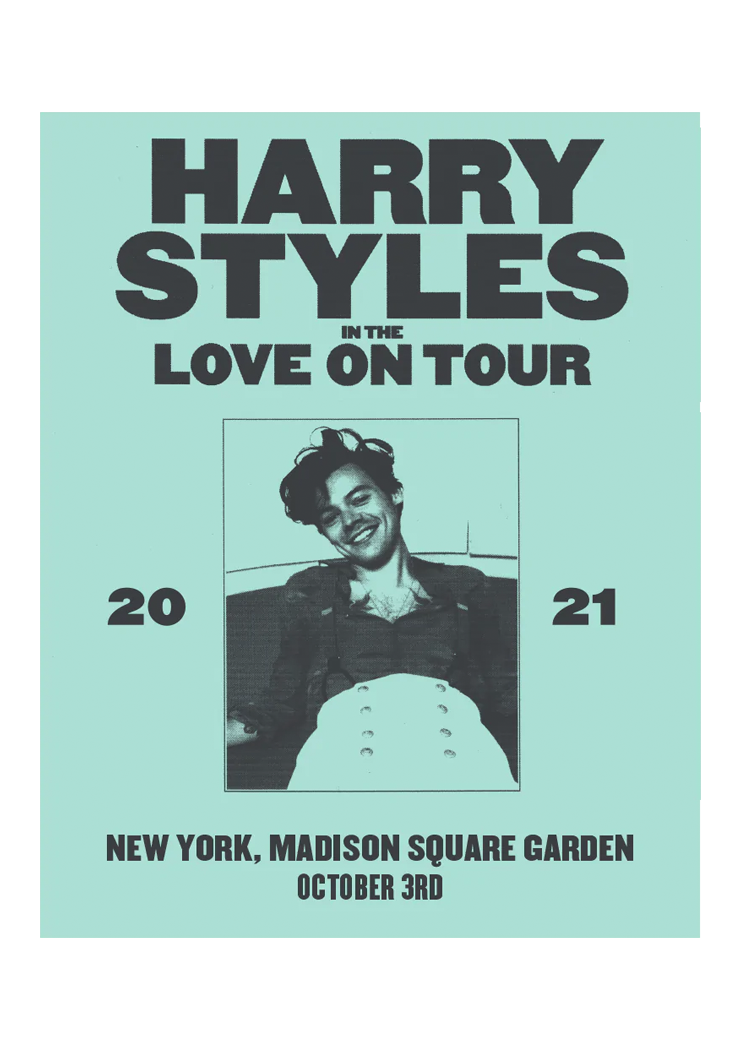 HARRY
STYLES
IN THE
LOVE ON TOUR
20 21
NEW YORK, MADISON SQUARE GARDEN
OCTOBER 3RD